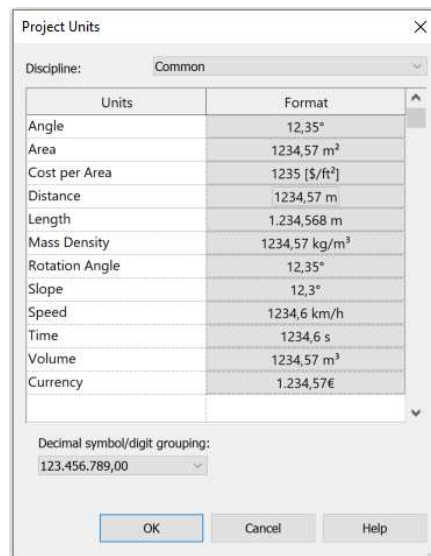 Project Units
Discipline: Common
Units Format
Angle 12,35°
Area 1234,57 m²
Cost per Area 1235 [$/ft²]
Distance 1234,57 m
Length 1.234,568 m
Mass Density 1234,57 kg/m³
Rotation Angle 12,35°
Slope 12,3°
Speed 1234,6 km/h
Time 1234,6 s
Volume 1234,57 m³
Currency 1.234,57€
Decimal symbol/digit grouping:
123.456.789,00
OK Cancel Help